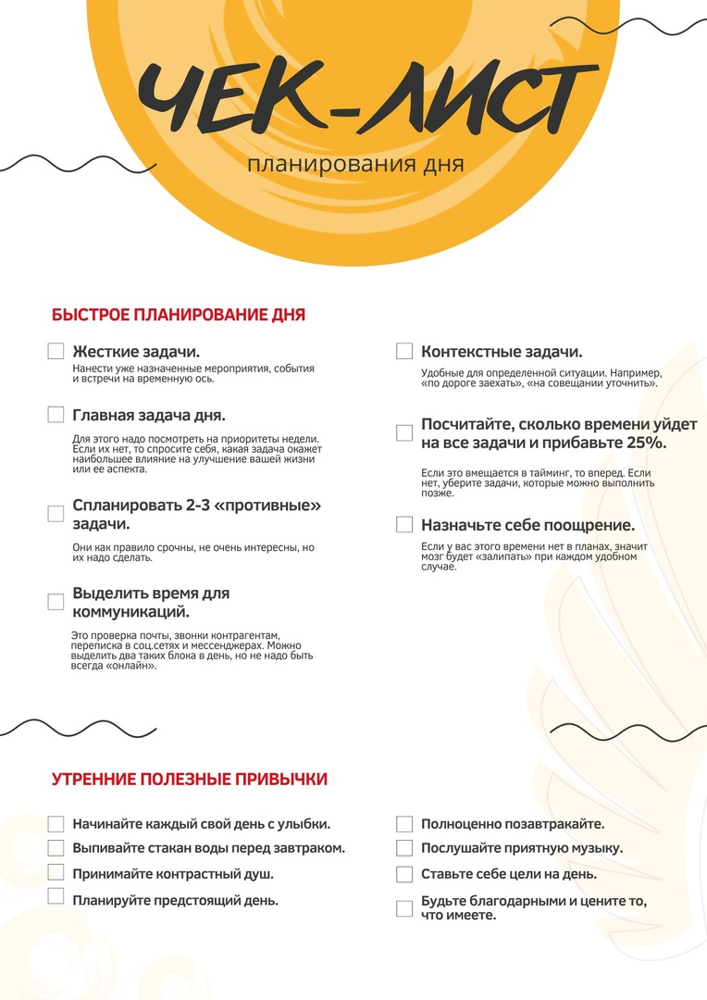 ЧЕК-ЛИСТ
планирования дня
БЫСТРОЕ ПЛАНИРОВАНИЕ ДНЯ
Жесткие задачи.
Нанести уже назначенные мероприятия, события
и встречи на временную ось.
Главная задача дня.
Для этого надо посмотреть на приоритеты недели.
Если их нет, то спросите себя, какая задача окажет
наибольшее влияние на улучшение вашей жизни
или ее аспекта.
Спланировать 2-3 «противные»
задачи.
Они как правило срочны, не очень интересны, но
их надо сделать.
Выделить время для
коммуникаций.
Это проверка почты, звонки контрагентам,
переписка в соц.сетях и мессенджерах. Можно
выделить два таких блока в день, но не надо быть
всегда «онлайн».
Контекстные задачи.
Удобные для определенной ситуации. Например,
«по дороге заехать», «на совещании уточнить».
Посчитайте, сколько времени уйдет
на все задачи и прибавьте 25%.
Если это вмещается в тайминг, то вперед. Если
нет, уберите задачи, которые можно выполнить
позже.
Назначьте себе поощрение.
Если у вас этого времени нет в планах, значит
мозг будет «залипать» при каждом удобном
случае.
УТРЕННИЕ ПОЛЕЗНЫЕ ПРИВЫЧКИ
Начинайте каждый свой день с улыбки.
Выпивайте стакан воды перед завтраком.
Принимайте контрастный душ.
Планируйте предстоящий день.
Полноценно позавтракайте.
Послушайте приятную музыку.
Ставьте себе цели на день.
Будьте благодарными и цените то,
что имеете.